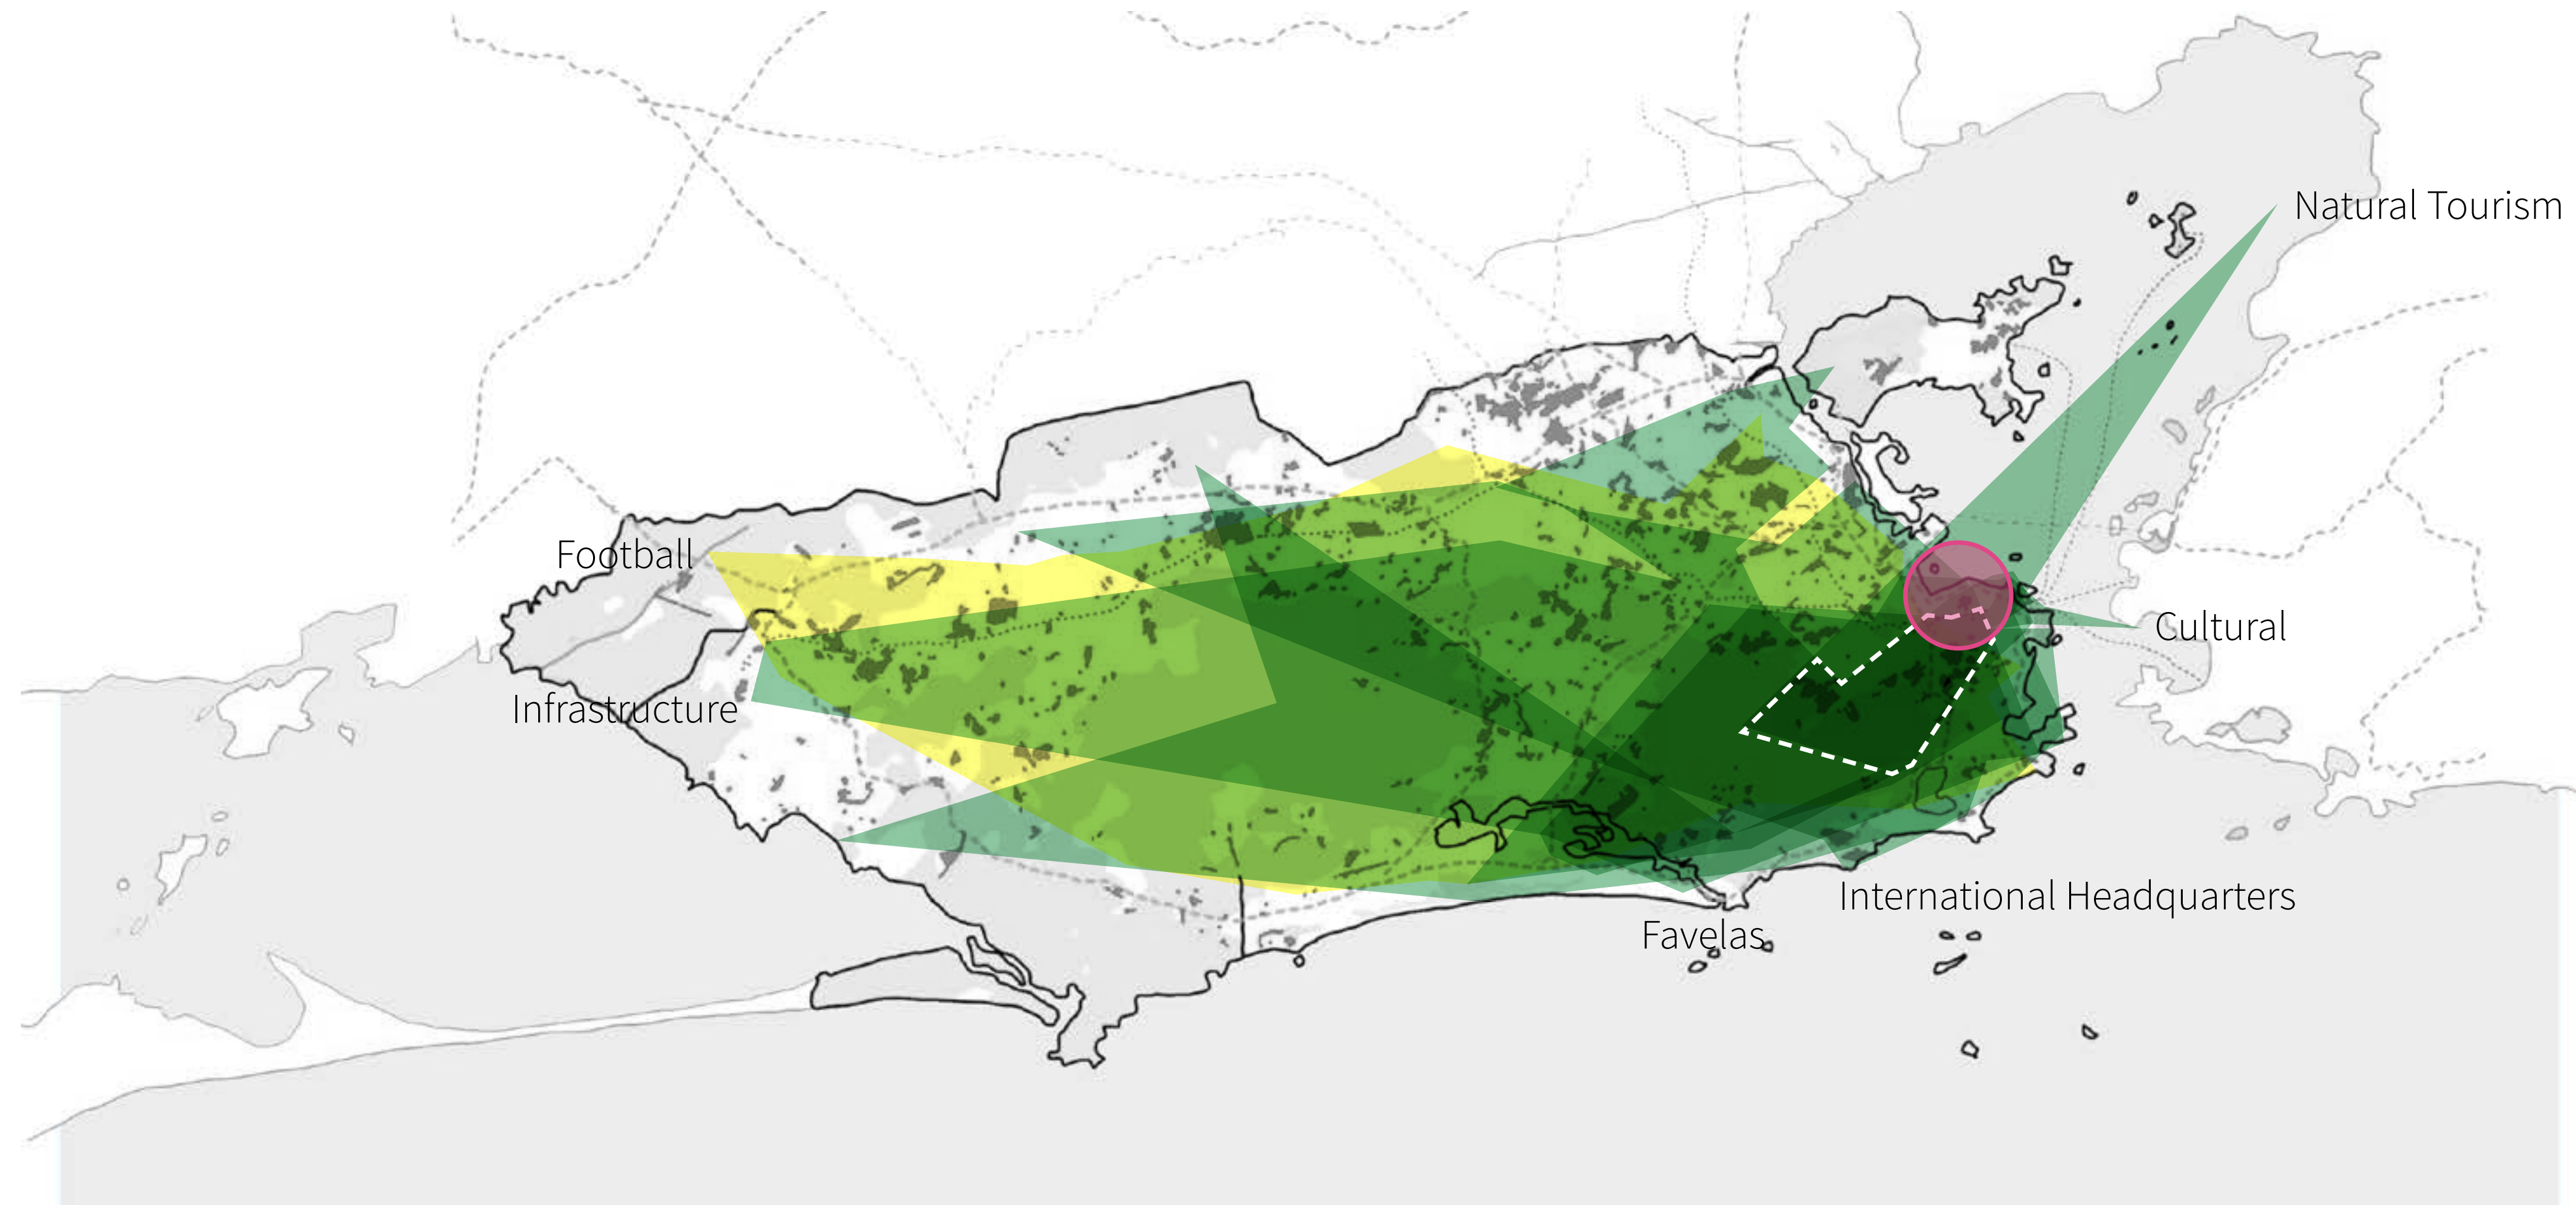 Natural Tourism
Football
Cultural
Infrastructure
International Headquarters
Favelas